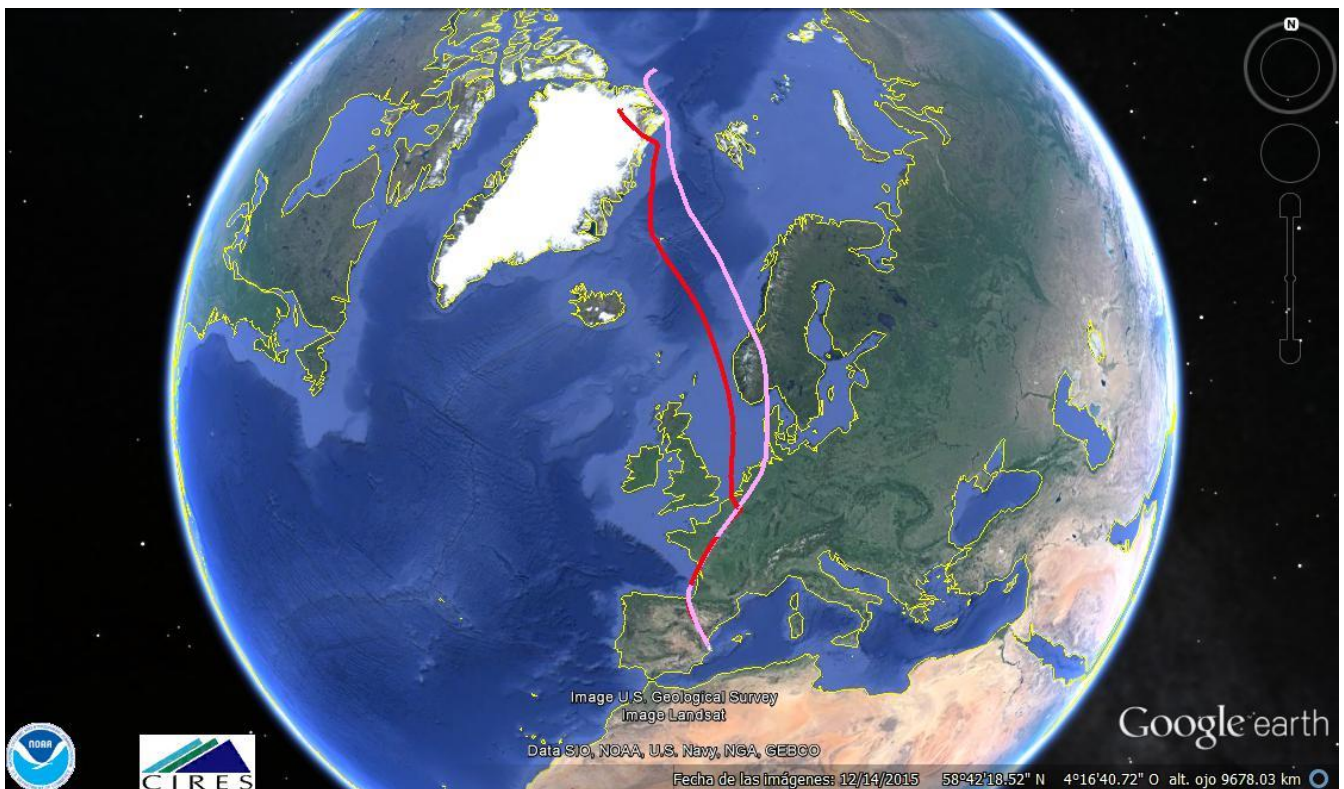 N
Image U.S. Geological Survey
Image Landsat
Data SIO, NOAA, U.S. Navy, NGA, GEBCO
Google earth
NOAA
CIRES
Fecha de las imágenes: 12/14/2015 58°42'18.52" N 4°16'40.72" O alt. ojo 9678.03 km